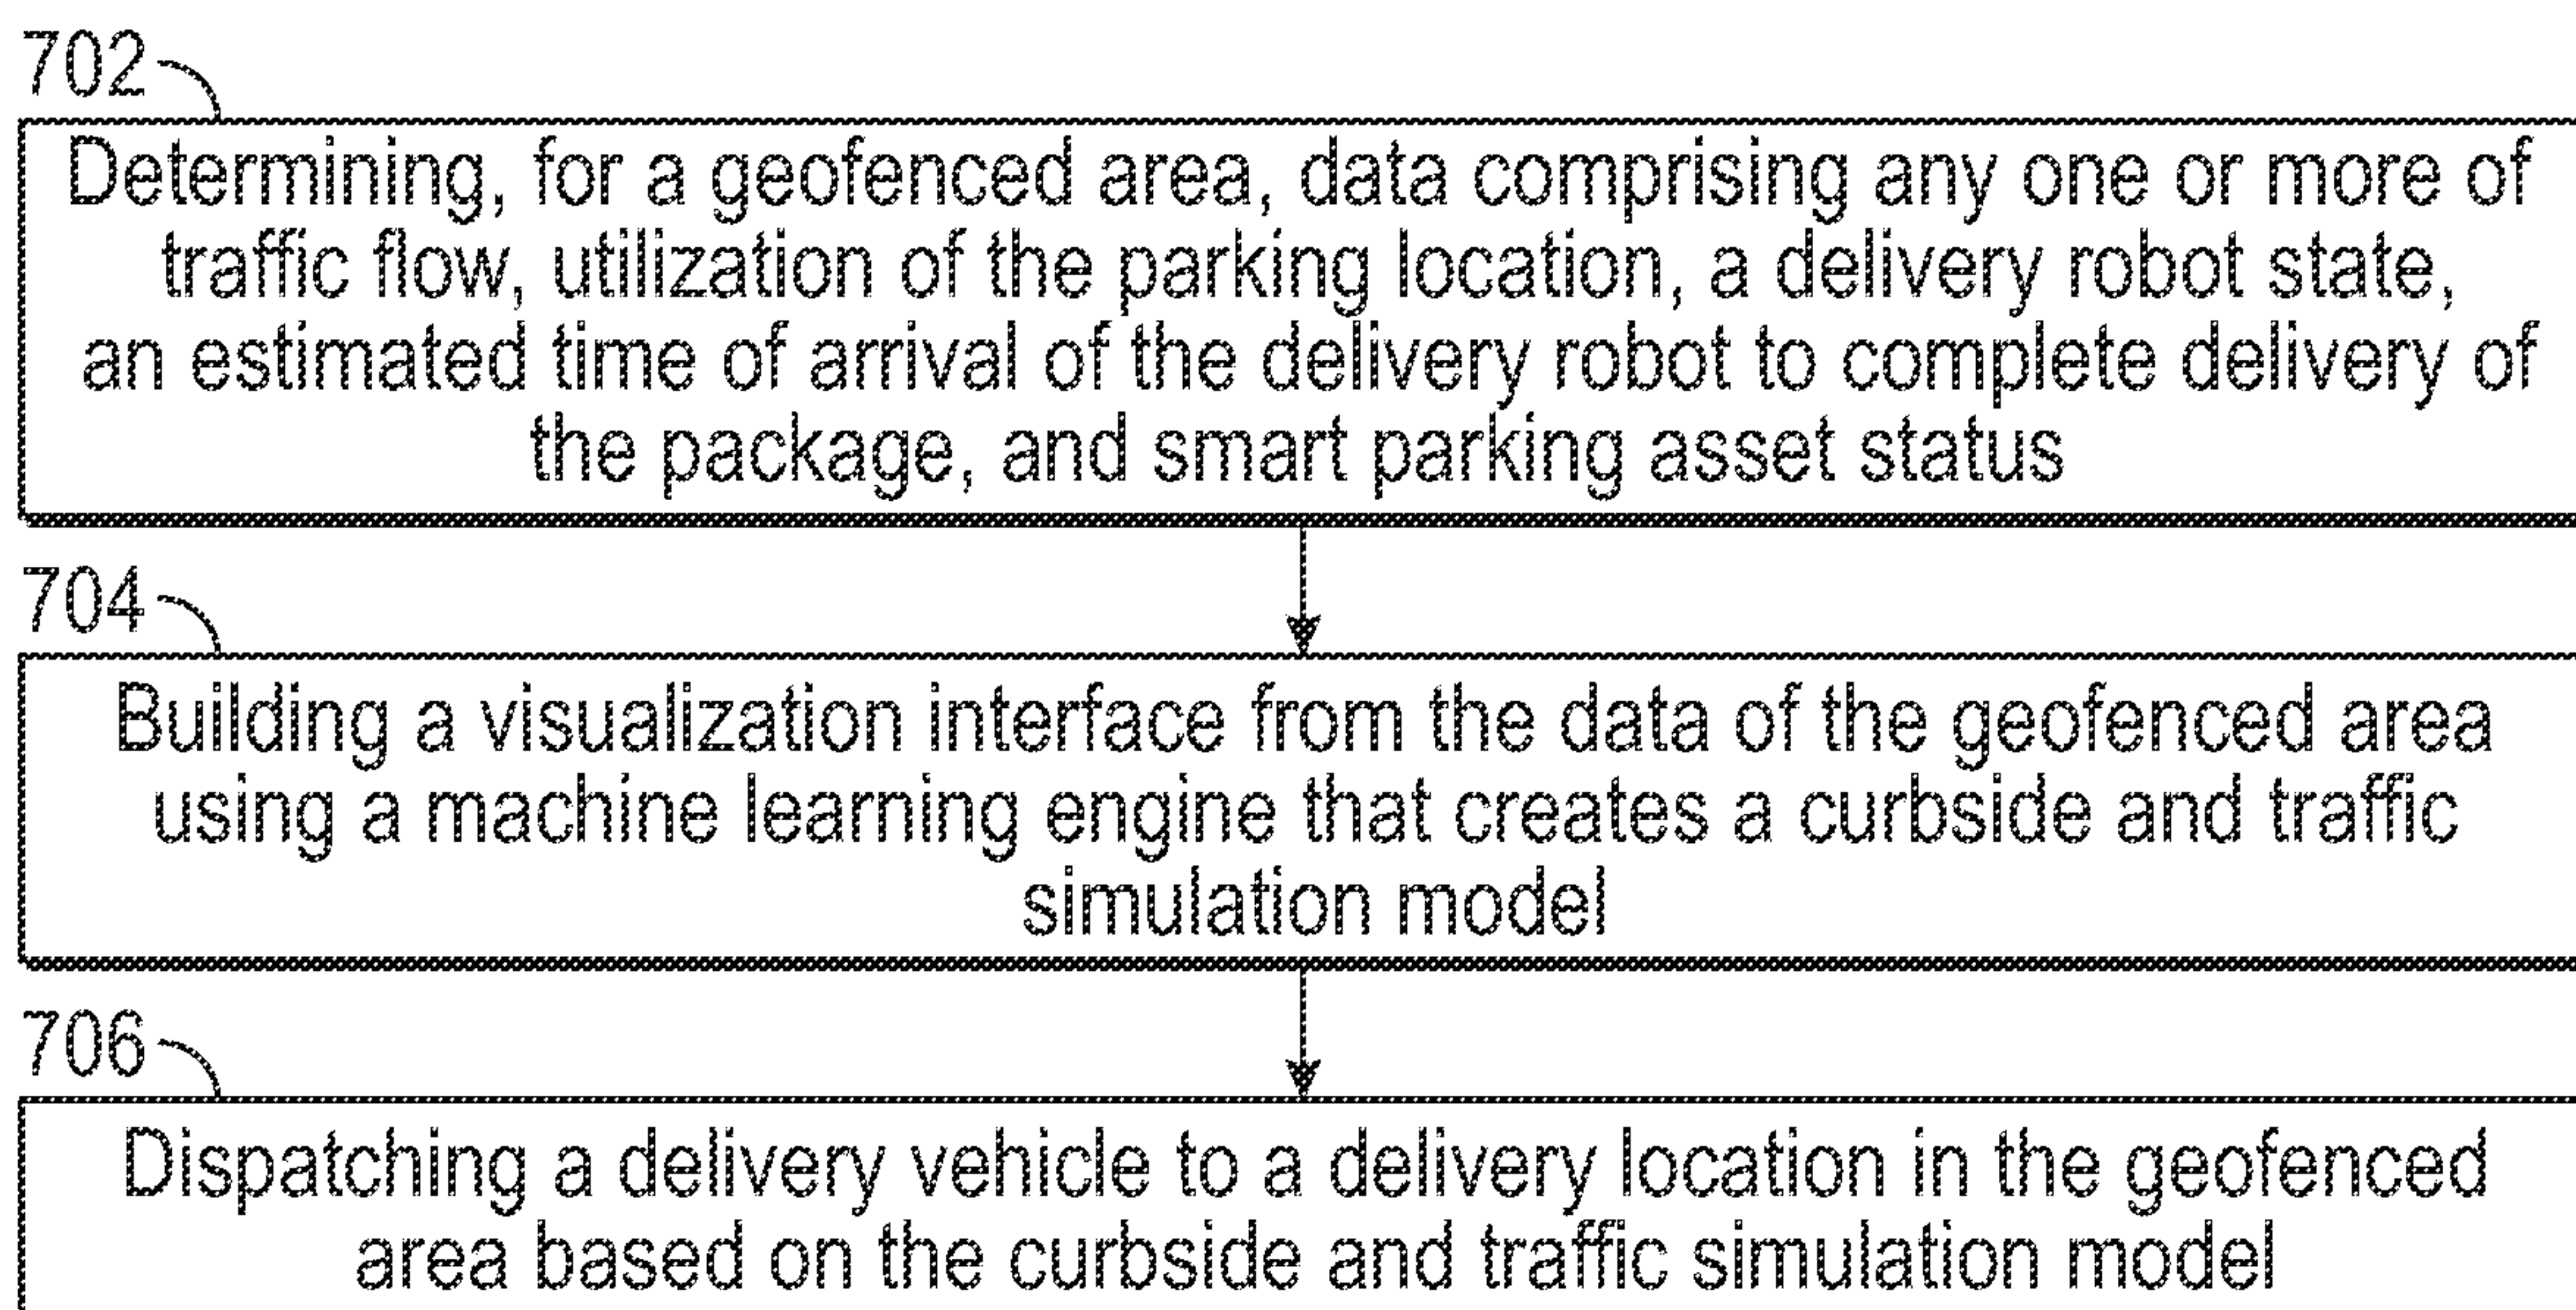 702
Determining, for a geofenced area, data comprising any one or more of
traffic flow, utilization of the parking location, a delivery robot state,
an estimated time of arrival of the delivery robot to complete delivery of
the package, and smart parking asset status
704
Building a visualization interface from the data of the geofenced area
using a machine learning engine that creates a curbside and traffic
simulation model
706
Dispatching a delivery vehicle to a delivery location in the geofenced
area based on the curbside and traffic simulation model